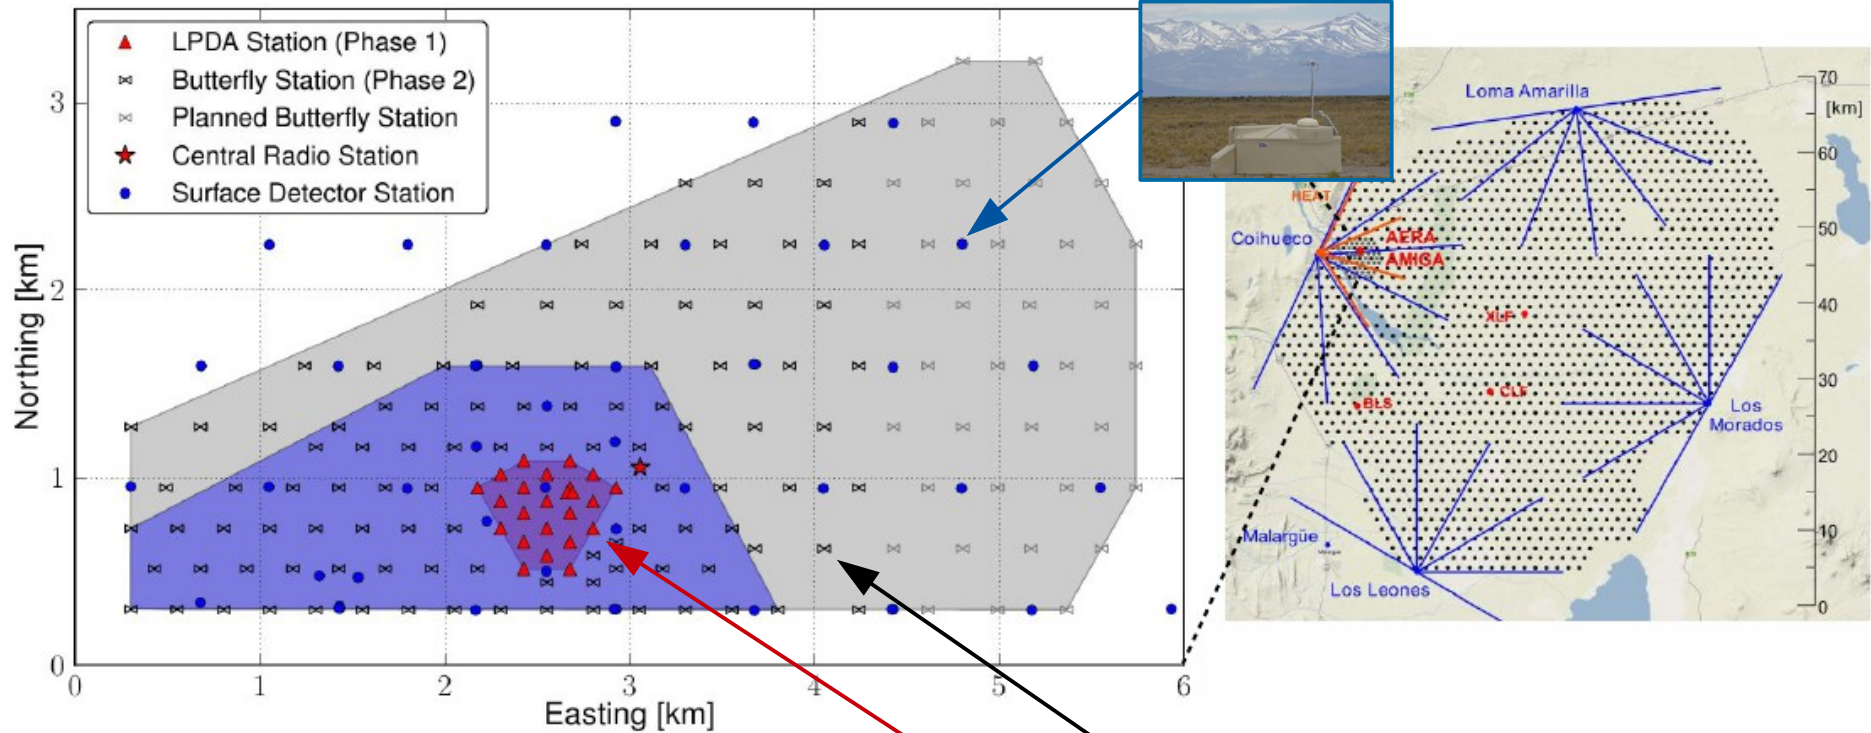 LPDA Station (Phase 1)
Butterfly Station (Phase 2)
Planned Butterfly Station
Central Radio Station
Surface Detector Station
Northing [km]
3
2
1
0
0 1 2 3 4 5 6
Easting [km]
Loma Amarilla
70
[km]
60
HEAT
Coihueco
AERA
50
AMIGA
40
XLF
30
CLF
BLS
Los
Morados
20
Malargüe
10
Los Leones
0